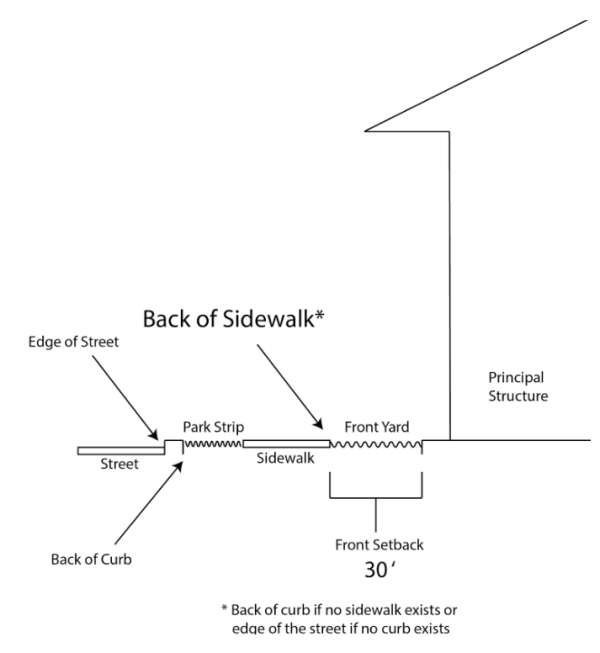 Back of Sidewalk*
Edge of Street
Principal
Structure
Park Strip
Front Yard
Street
Sidewalk
Back of Curb
Front Setback
30'
* Back of curb if no sidewalk exists or
edge of the street if no curb exists